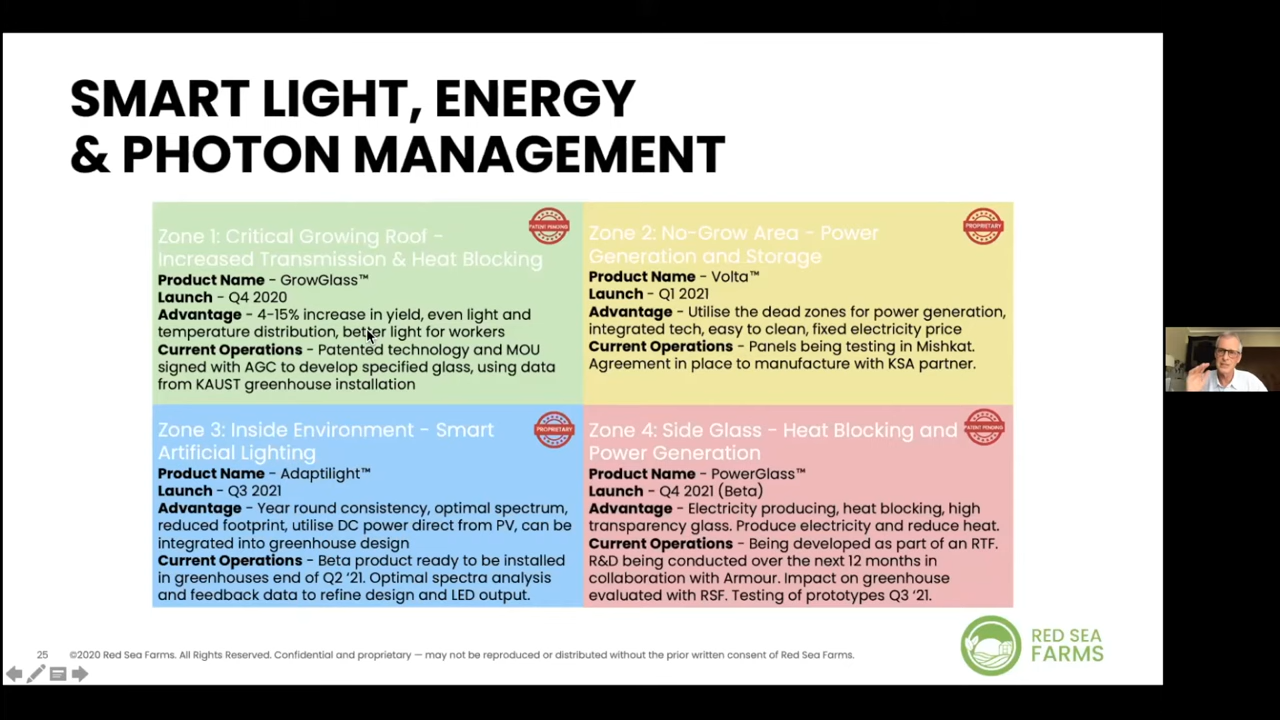 SMART LIGHT, ENERGY
& PHOTON MANAGEMENT
Zone 1: Critical Growing Roof -
Increased Transmission & Heat Blocking
PATENT PENDING
Product Name - GrowGlass™
Launch - Q4 2020
Advantage - 4-15% increase in yield, even light and
temperature distribution, better light for workers
Current Operations - Patented technology and MOU
signed with AGC to develop specified glass, using data
from KAUST greenhouse installation
Zone 2: No-Grow Area - Power
Generation and Storage
PROPRIETARY
Product Name - Volta™
Launch - Q1 2021
Advantage - Utilise the dead zones for power generation,
integrated tech, easy to clean, fixed electricity price
Current Operations - Panels being testing in Mishkat.
Agreement in place to manufacture with KSA partner.
Zone 3: Inside Environment - Smart
Artificial Lighting
PROPRIETARY
Product Name - Adaptilight™
Launch - Q3 2021
Advantage - Year round consistency, optimal spectrum,
reduced footprint, utilise DC power direct from PV, can be
integrated into greenhouse design
Current Operations - Beta product ready to be installed
in greenhouses end of Q2 ‘21. Optimal spectra analysis
and feedback data to refine design and LED output.
Zone 4: Side Glass - Heat Blocking and
Power Generation
PATENT PENDING
Product Name - PowerGlass™
Launch - Q4 2021 (Beta)
Advantage - Electricity producing, heat blocking, high
transparency glass. Produce electricity and reduce heat.
Current Operations - Being developed as part of an RTF.
R&D being conducted over the next 12 months in
collaboration with Armour. Impact on greenhouse
evaluated with RSF. Testing of prototypes Q3 ‘21.
25
©2020 Red Sea Farms. All Rights Reserved. Confidential and proprietary — may not be reproduced or distributed without the prior written consent of Red Sea Farms.
RED SEA
FARMS